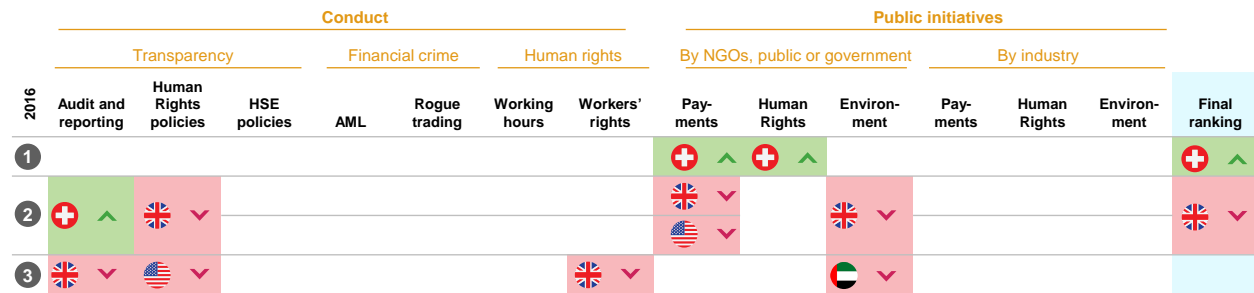 Conduct
Public initiatives
Transparency
Financial crime
Human rights
By NGOs, public or government
By industry
2016
Audit and
reporting
Human
Rights
policies
HSE
policies
AML
Rogue
trading
Working
hours
Workers'
rights
Pay-
ments
Human
Rights
Environ-
ment
Pay-
ments
Human
Rights
Environ-
ment
Final
ranking
1
2
3